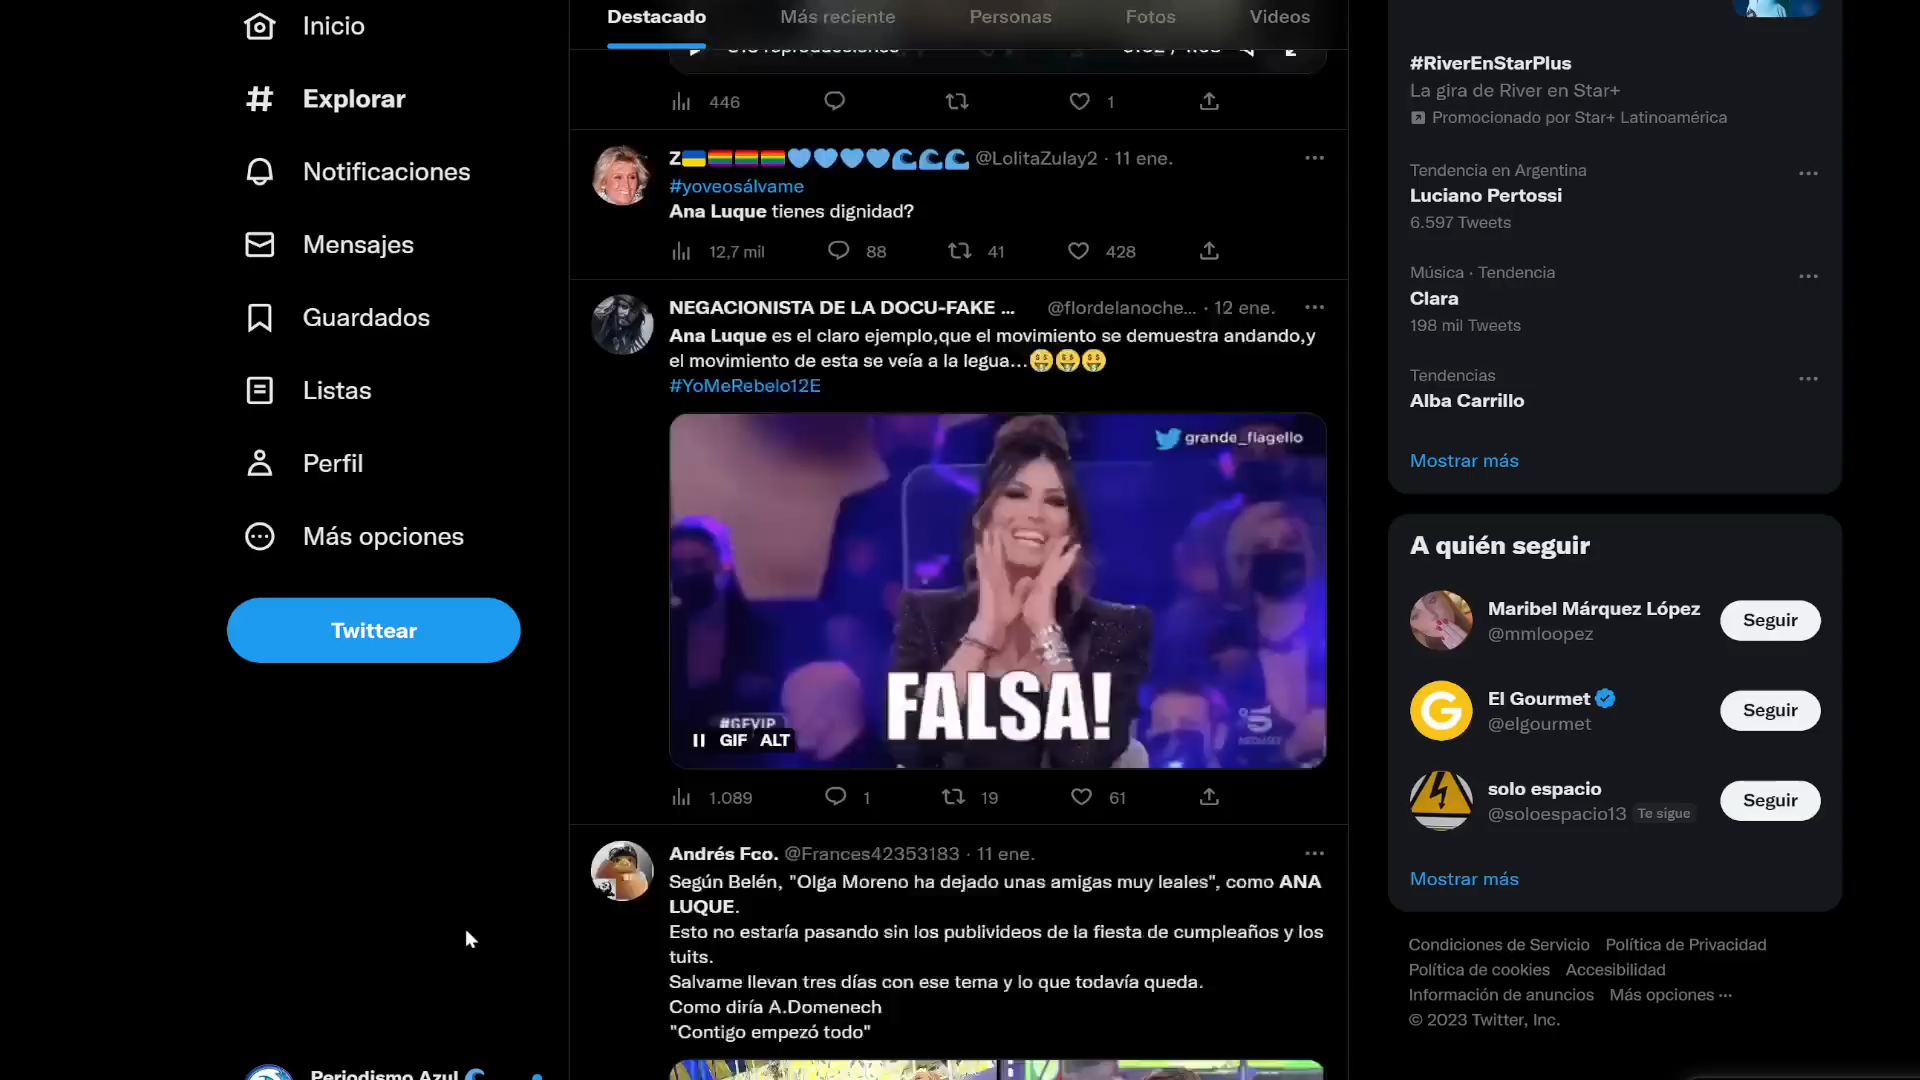 Inicio
Explorar
Notificaciones
Mensajes
Guardados
Listas
Perfil
Más opciones
Twittear
Periodismo Azul
Destacado Más reciente Personas Fotos Videos
446 1
Z @LolitaZulay2 · 11 ene.
#yoveosálvame
Ana Luque tienes dignidad?
12,7 mil 88 41 428
NEGACIONISTA DE LA DOCU-FAKE ... @flordelanoche... · 12 ene.
Ana Luque es el claro ejemplo,que el movimiento se demuestra andando,y
el movimiento de esta se veía a la legua...
#YoMeRebelo12E
grande_flagello
FALSA!
#GFVIP
GIF ALT
MEDIASET
1.089 1 19 61
Andrés Fco. @Frances42353183 · 11 ene.
Según Belén, "Olga Moreno ha dejado unas amigas muy leales", como ANA
LUQUE.
Esto no estaría pasando sin los publivideos de la fiesta de cumpleaños y los
tuits.
Salvame llevan tres días con ese tema y lo que todavía queda.
Como diría A.Domenech
"Contigo empezó todo"
#RiverEnStarPlus
La gira de River en Star+
Promocionado por Star+ Latinoamérica
Tendencia en Argentina
Luciano Pertossi
6.597 Tweets
Música · Tendencia
Clara
198 mil Tweets
Tendencias
Alba Carrillo
Mostrar más
A quién seguir
Maribel Márquez López
@mmloopez
Seguir
El Gourmet
@elgourmet
Seguir
solo espacio
@soloespacio13 Te sigue
Seguir
Mostrar más
Condiciones de Servicio Política de Privacidad
Política de cookies Accesibilidad
Información de anuncios Más opciones ···
© 2023 Twitter, Inc.